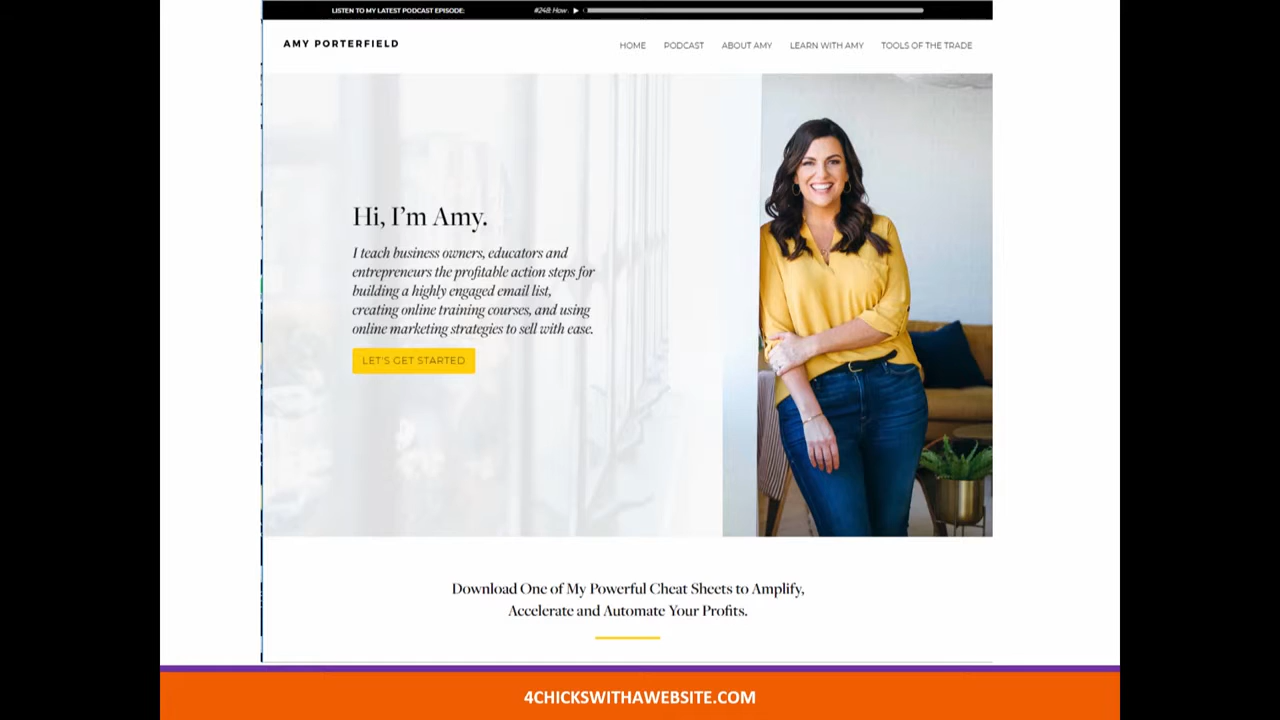 LISTEN TO MY LATEST PODCAST EPISODE: #248: How
AMY PORTERFIELD
HOME PODCAST ABOUT AMY LEARN WITH AMY TOOLS OF THE TRADE
Hi, I'm Amy.
I teach business owners, educators and
entrepreneurs the profitable action steps for
building a highly engaged email list,
creating online training courses, and using
online marketing strategies to sell with ease.
LET'S GET STARTED
Download One of My Powerful Cheat Sheets to Amplify,
Accelerate and Automate Your Profits.
4CHICKSWITHAWEBSITE.COM